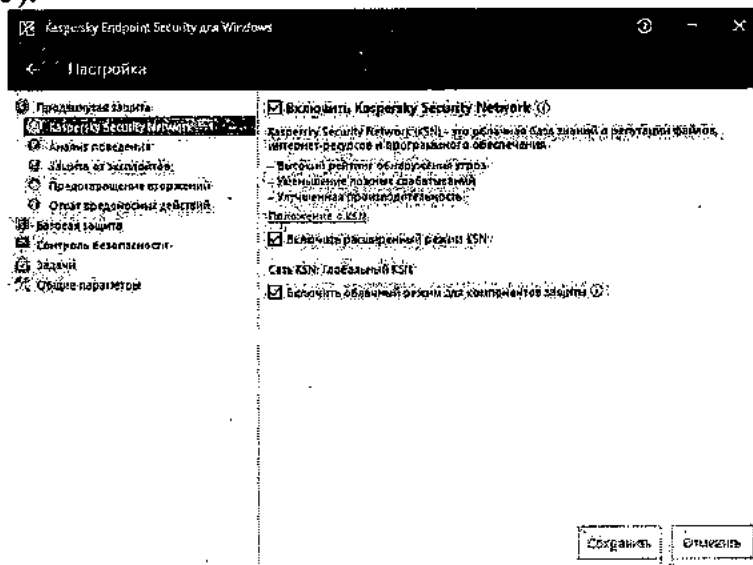 Kaspersky Endpoint Security для Windows
Настройка
Продвинутая защита
Kaspersky Security Network
Анализ поведения
Защита от эксплойтов
Предотвращение вторжений
Откат вредоносных действий
Базовая защита
Контроль безопасности
Задачи
Общие параметры
Включить Kaspersky Security Network
Kaspersky Security Network (KSN) - это облачная база знаний о репутации файлов,
интернет-ресурсов и программного обеспечения
- Высокий рейтинг обнаружения угроз
- Уменьшение ложных срабатываний
- Улучшенная производительность
Положение о KSN
Включить расширенный режим KSN
Сеть KSN: Глобальный KSN
Включить облачный режим для компонентов защиты
Сохранить
Отменить